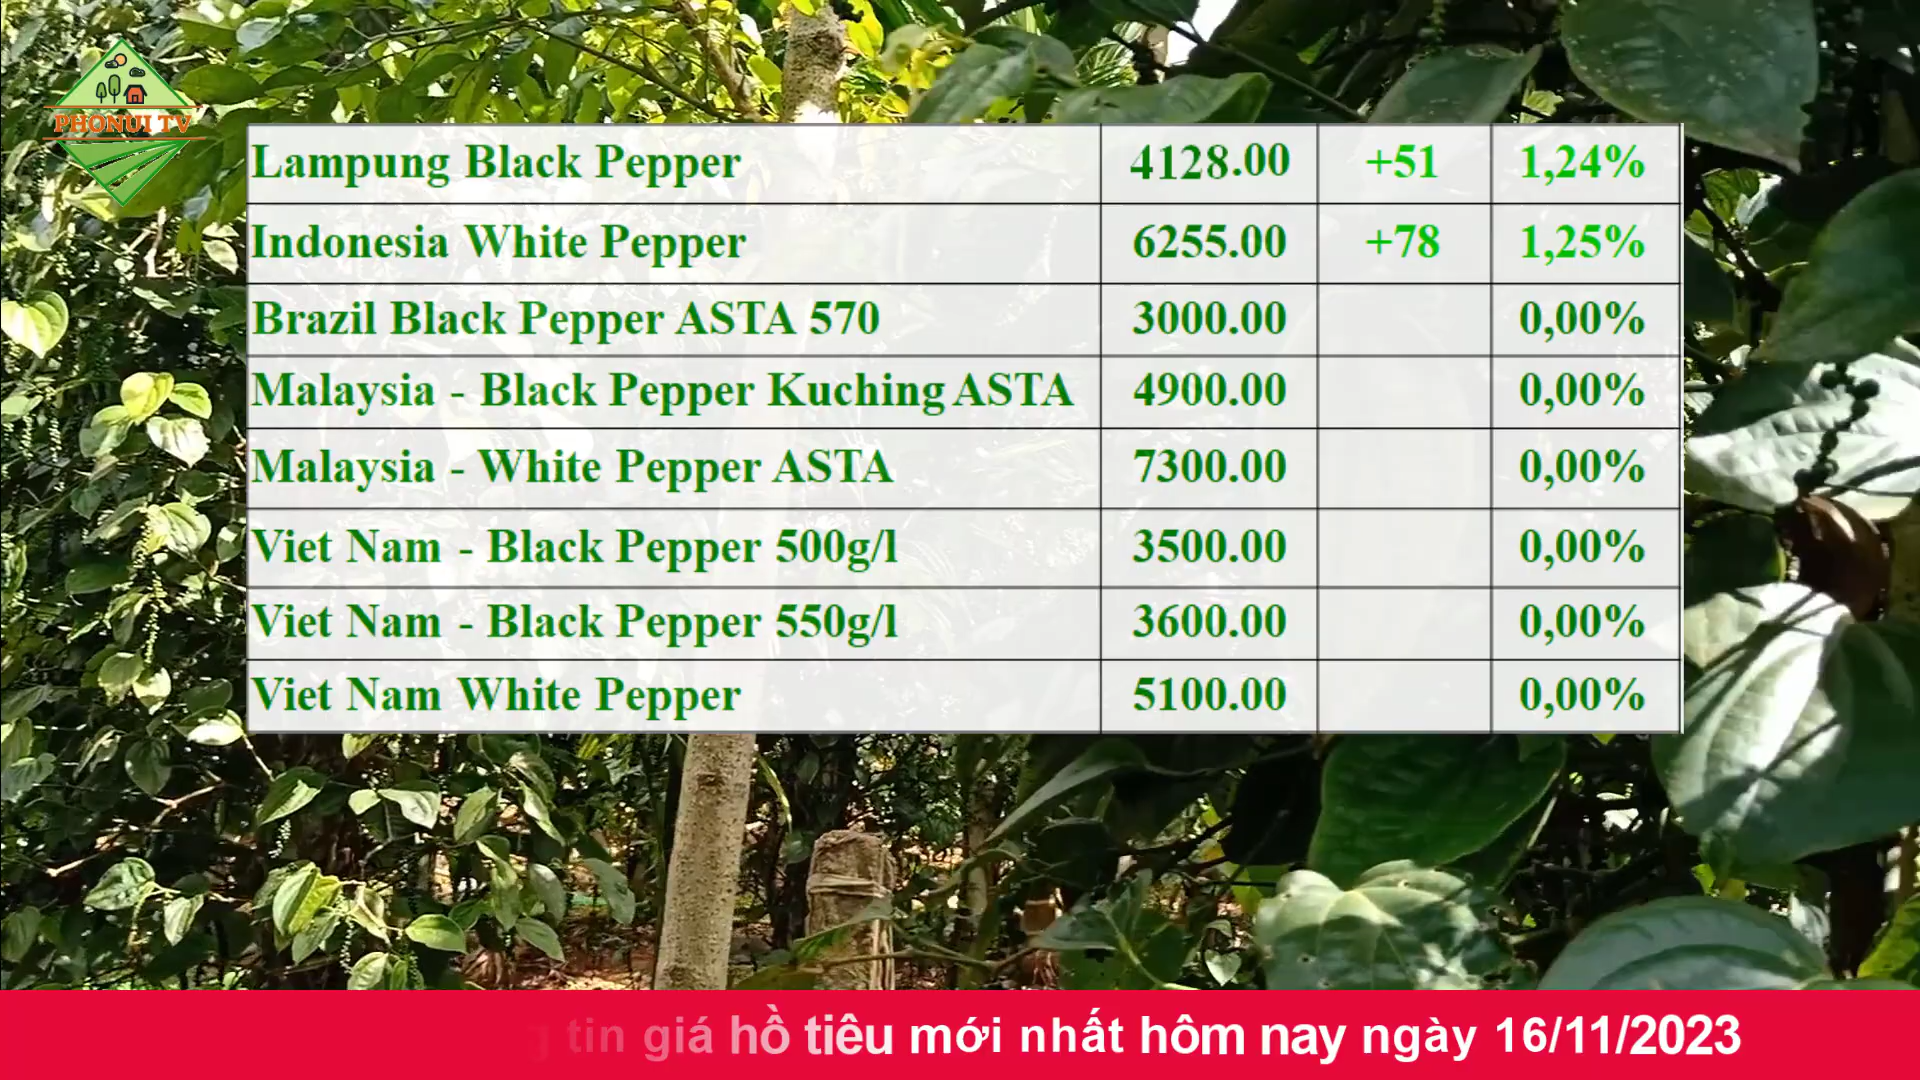 PHONUI TV
Lampung Black Pepper 4128.00 +51 1,24%
Indonesia White Pepper 6255.00 +78 1,25%
Brazil Black Pepper ASTA 570 3000.00 0,00%
Malaysia - Black Pepper Kuching ASTA 4900.00 0,00%
Malaysia - White Pepper ASTA 7300.00 0,00%
Viet Nam - Black Pepper 500g/l 3500.00 0,00%
Viet Nam - Black Pepper 550g/l 3600.00 0,00%
Viet Nam White Pepper 5100.00 0,00%
tin giá hồ tiêu mới nhất hôm nay ngày 16/11/2023